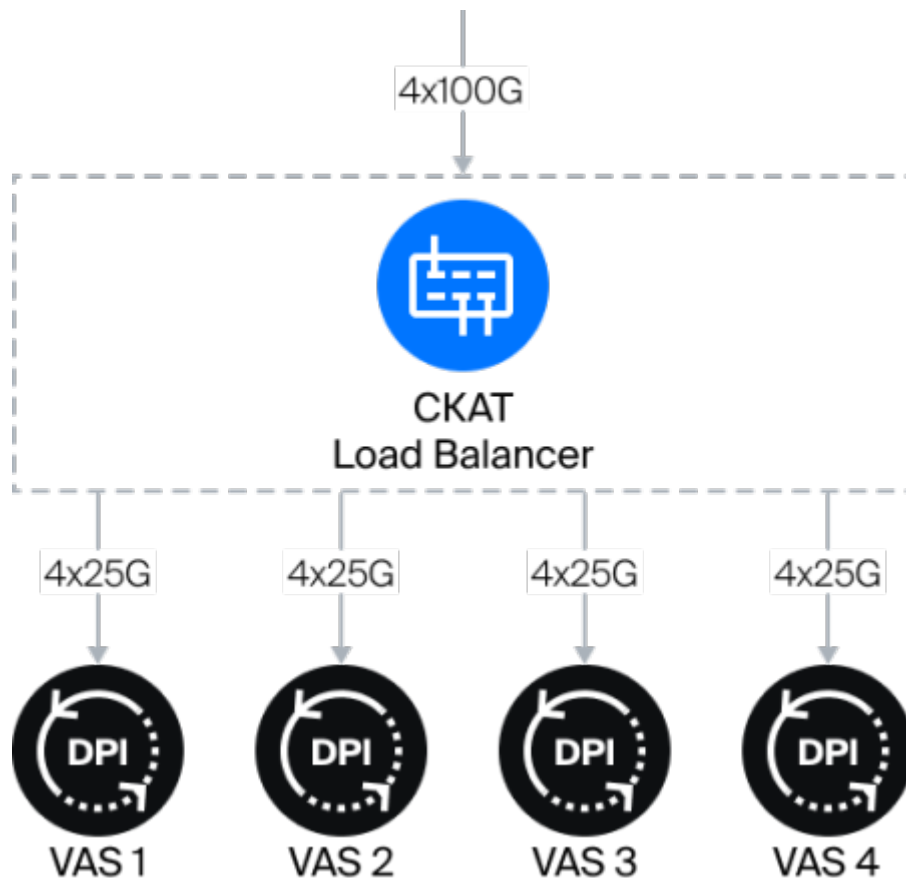 4x100G
СКАТ
Load Balancer
4x25G
4x25G
4x25G
4x25G
DPI
DPI
DPI
DPI
VAS 1
VAS 2
VAS 3
VAS 4